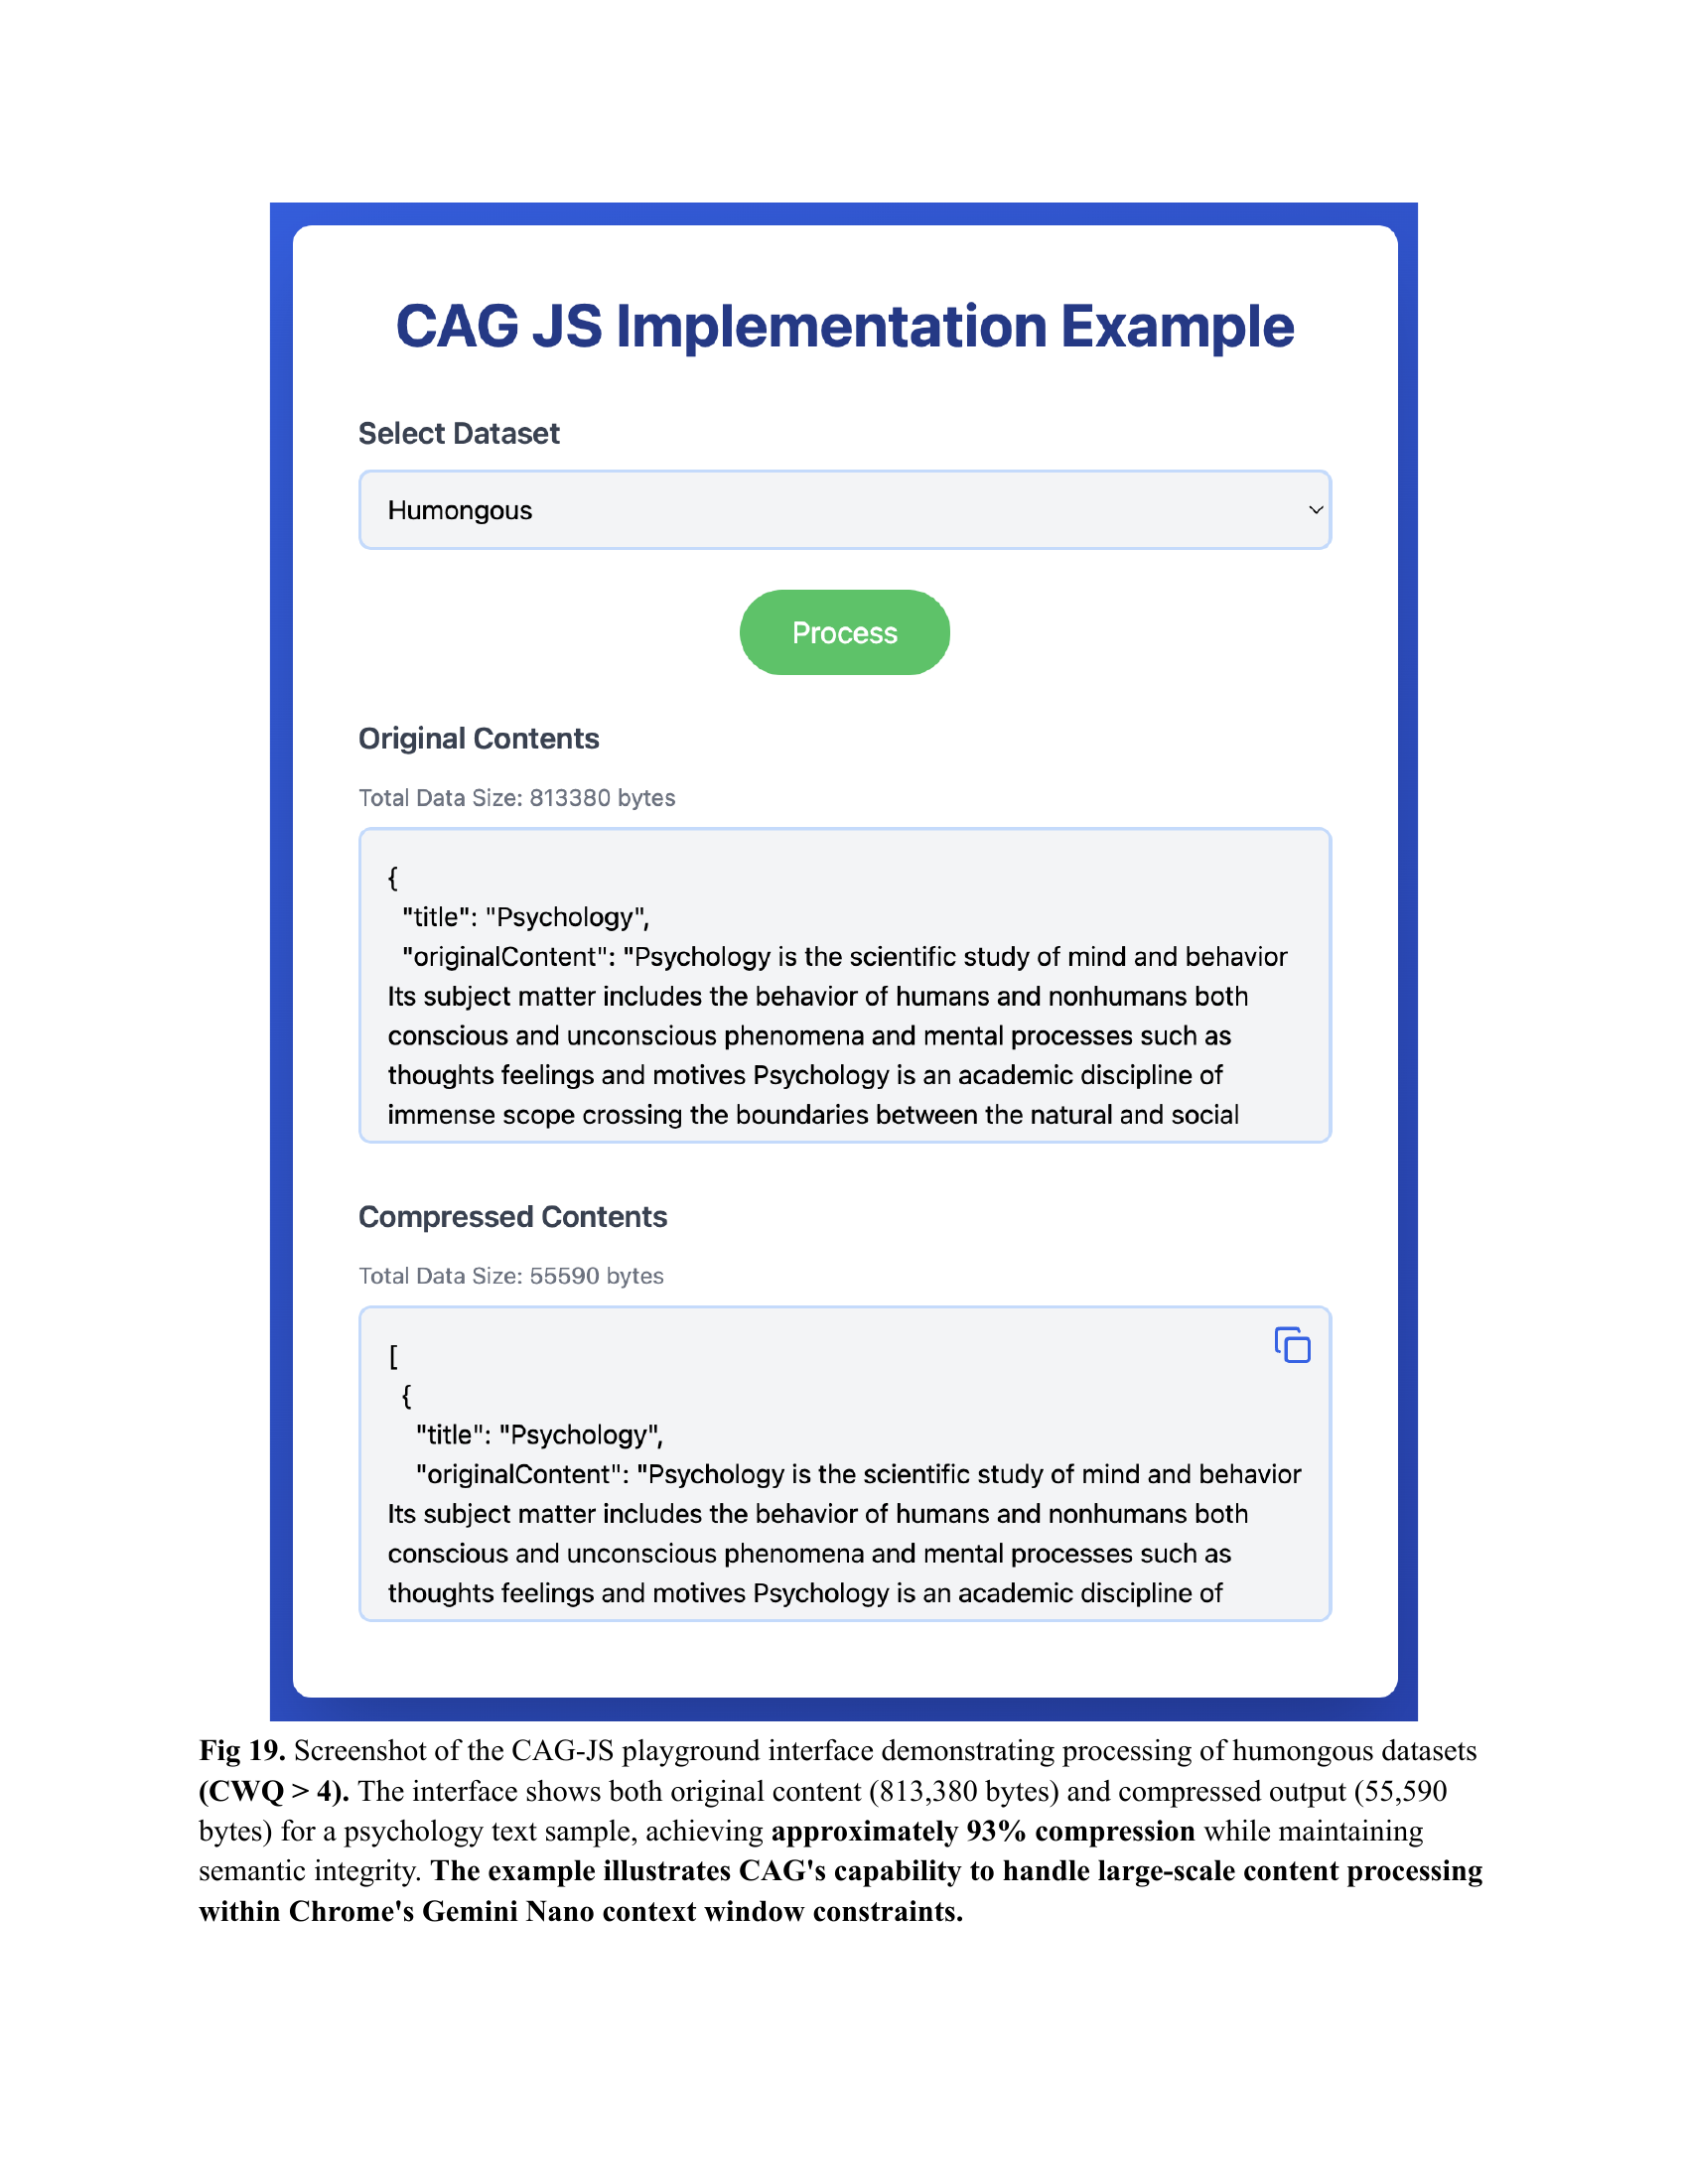 CAG JS Implementation Example
Select Dataset
Humongous
Process
Original Contents
Total Data Size: 813380 bytes
{
"title": "Psychology",
"originalContent": "Psychology is the scientific study of mind and behavior
Its subject matter includes the behavior of humans and nonhumans both
conscious and unconscious phenomena and mental processes such as
thoughts feelings and motives Psychology is an academic discipline of
immense scope crossing the boundaries between the natural and social
Compressed Contents
Total Data Size: 55590 bytes
[
{
"title": "Psychology",
"originalContent": "Psychology is the scientific study of mind and behavior
Its subject matter includes the behavior of humans and nonhumans both
conscious and unconscious phenomena and mental processes such as
thoughts feelings and motives Psychology is an academic discipline of
Fig 19. Screenshot of the CAG-JS playground interface demonstrating processing of humongous datasets
(CWQ > 4). The interface shows both original content (813,380 bytes) and compressed output (55,590
bytes) for a psychology text sample, achieving approximately 93% compression while maintaining
semantic integrity. The example illustrates CAG's capability to handle large-scale content processing
within Chrome's Gemini Nano context window constraints.